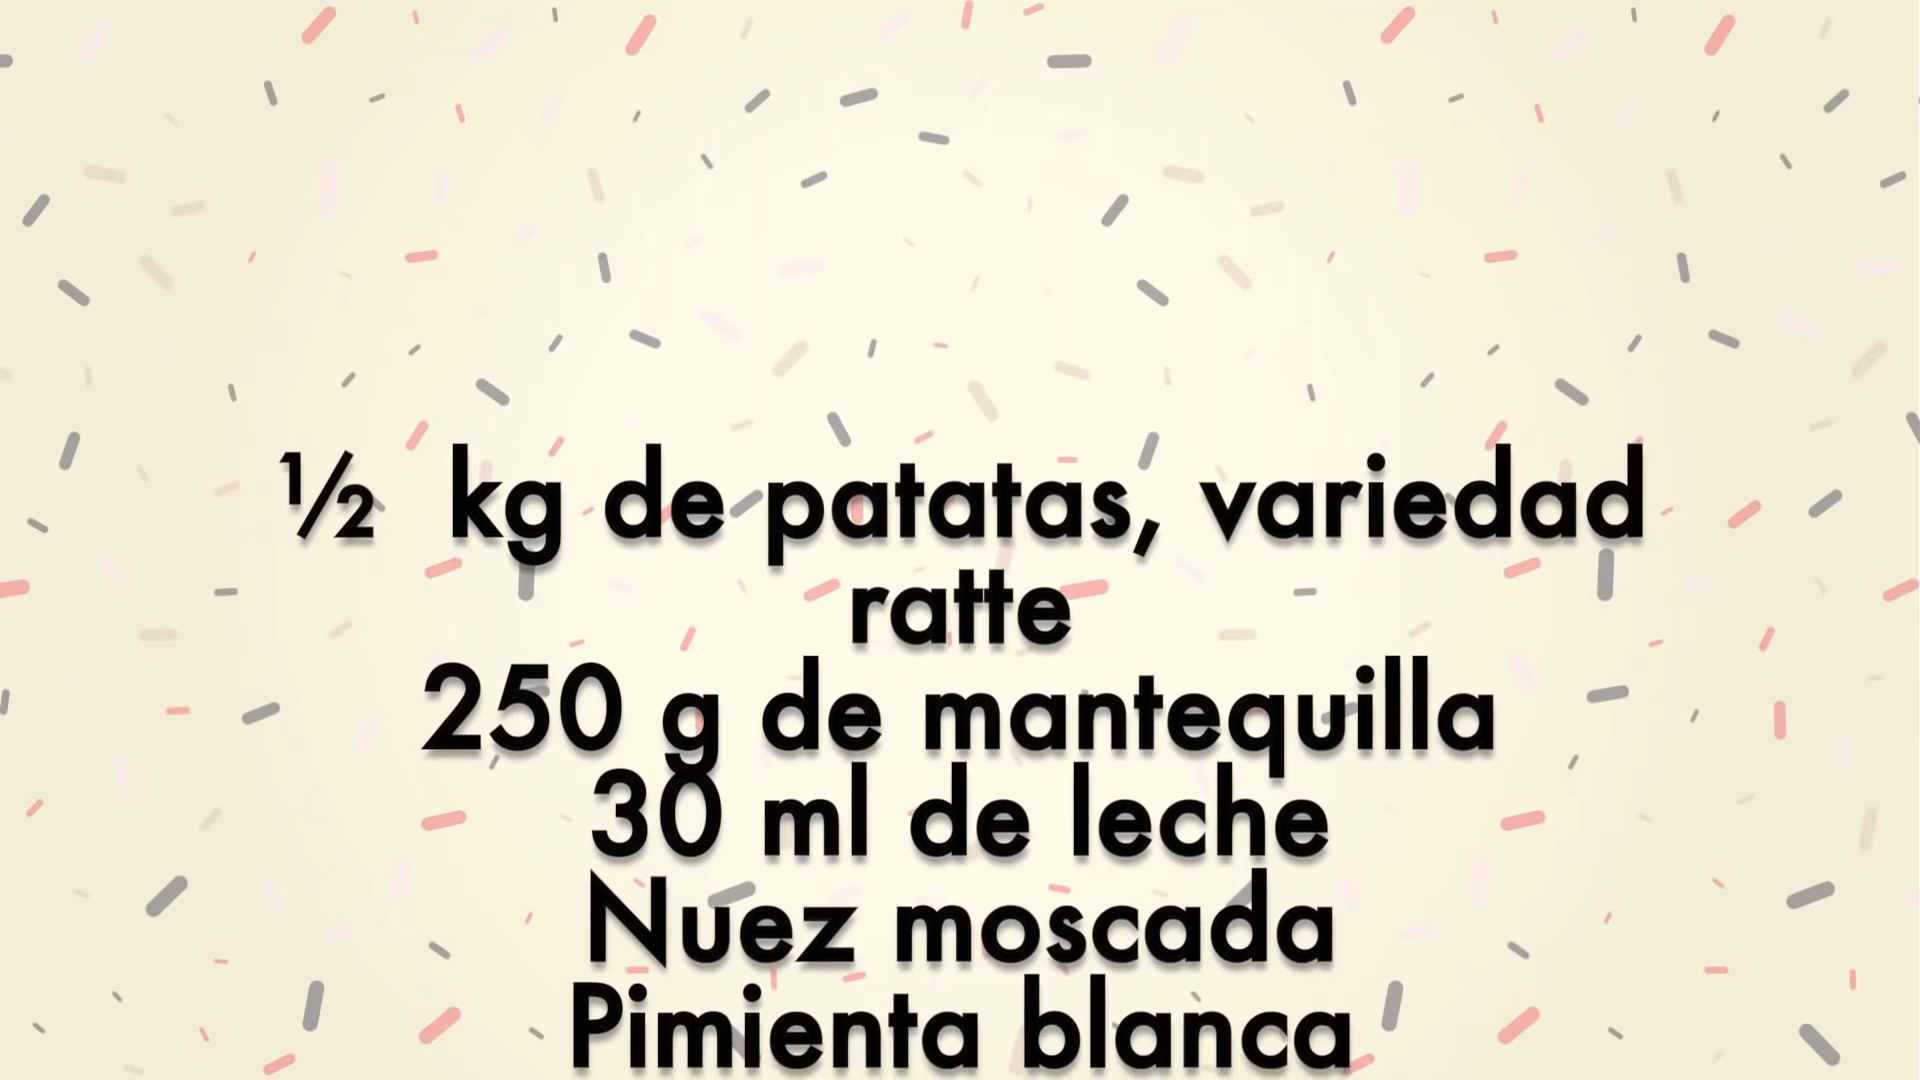 ½ kg de patatas, variedad
ratte
250 g de mantequilla
30 ml de leche
Nuez moscada
Pimienta blanca